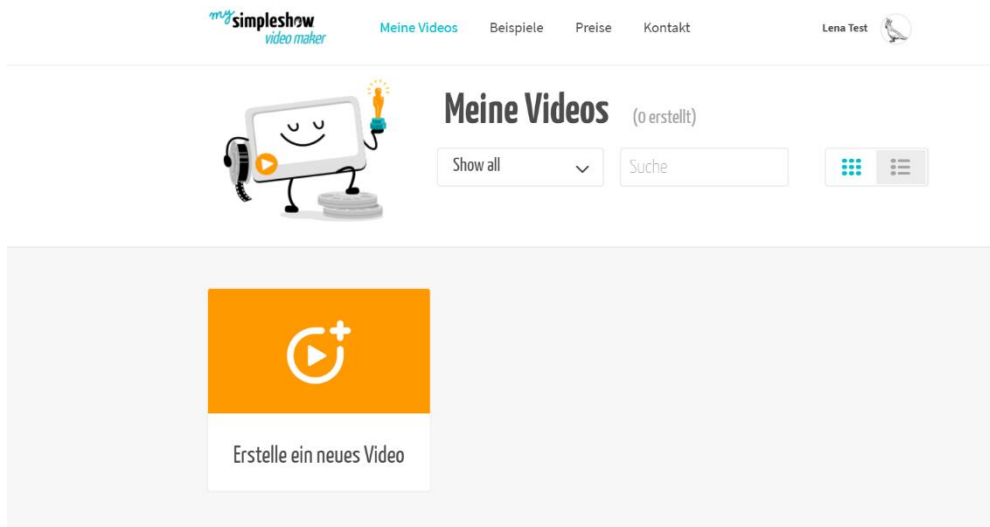 my simpleshow
video maker
Meine Videos
Beispiele
Preise
Kontakt
Lena Test
Meine Videos (0 erstellt)
Show all
Suche
Erstelle ein neues Video